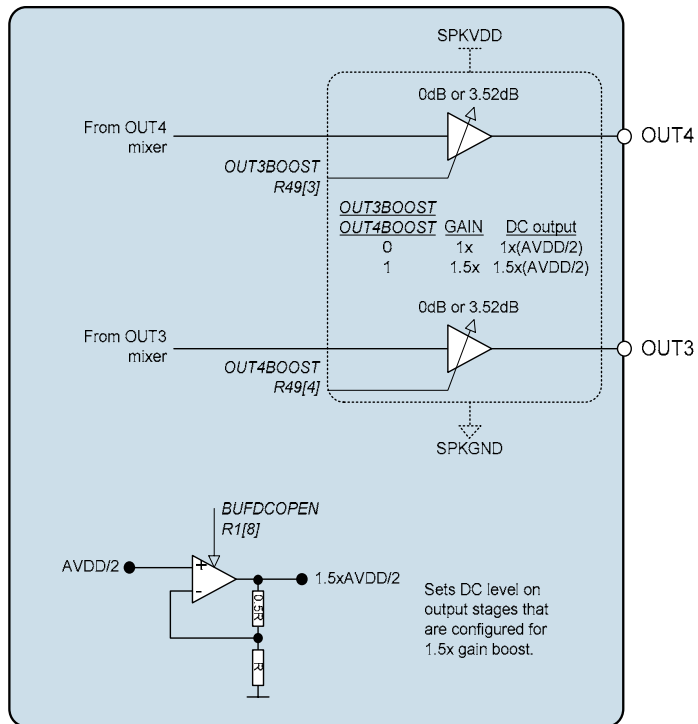 SPKVDD
0dB or 3.52dB
From OUT4
mixer
OUT4
OUT3BOOST
R49[3]
OUT3BOOST
OUT4BOOST GAIN DC output
0 1x 1x(AVDD/2)
1 1.5x 1.5x(AVDD/2)
0dB or 3.52dB
From OUT3
mixer
OUT3
OUT4BOOST
R49[4]
SPKGND
BUFDCOPEN
R1[8]
AVDD/2
+
-
1.5xAVDD/2
0.5R
R
Sets DC level on
output stages that
are configured for
1.5x gain boost.